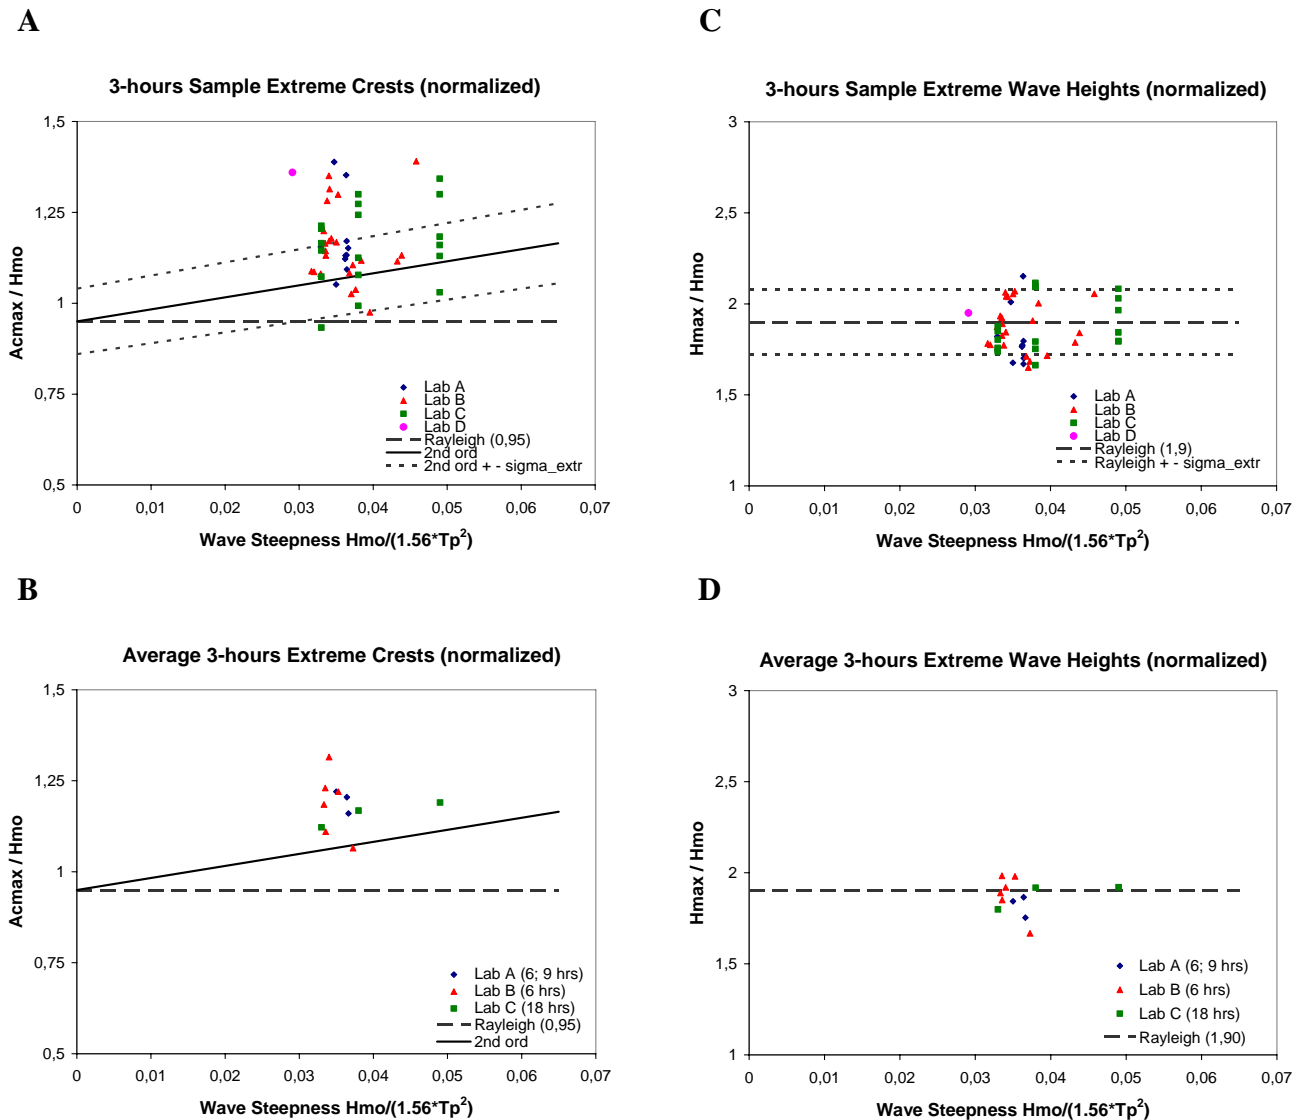 A
3-hours Sample Extreme Crests (normalized)
1,5
1,25
1
0,75
0,5
Acmax / Hmo
Lab A
Lab B
Lab C
Lab D
Rayleigh (0,95)
2nd ord
2nd ord + - sigma_extr
0 0,01 0,02 0,03 0,04 0,05 0,06 0,07
Wave Steepness Hmo/(1.56*Tp²)
B
Average 3-hours Extreme Crests (normalized)
1,5
1,25
1
0,75
0,5
Acmax / Hmo
Lab A (6; 9 hrs)
Lab B (6 hrs)
Lab C (18 hrs)
Rayleigh (0,95)
2nd ord
0 0,01 0,02 0,03 0,04 0,05 0,06 0,07
Wave Steepness Hmo/(1.56*Tp²)
C
3-hours Sample Extreme Wave Heights (normalized)
3
2,5
2
1,5
1
Hmax / Hmo
Lab A
Lab B
Lab C
Lab D
Rayleigh (1,9)
Rayleigh + - sigma_extr
0 0,01 0,02 0,03 0,04 0,05 0,06 0,07
Wave Steepness Hmo/(1.56*Tp²)
D
Average 3-hours Extreme Wave Heights (normalized)
3
2,5
2
1,5
1
Hmax / Hmo
Lab A (6; 9 hrs)
Lab B (6 hrs)
Lab C (18 hrs)
Rayleigh (1,90)
0 0,01 0,02 0,03 0,04 0,05 0,06 0,07
Wave Steepness Hmo/(1.56*Tp²)